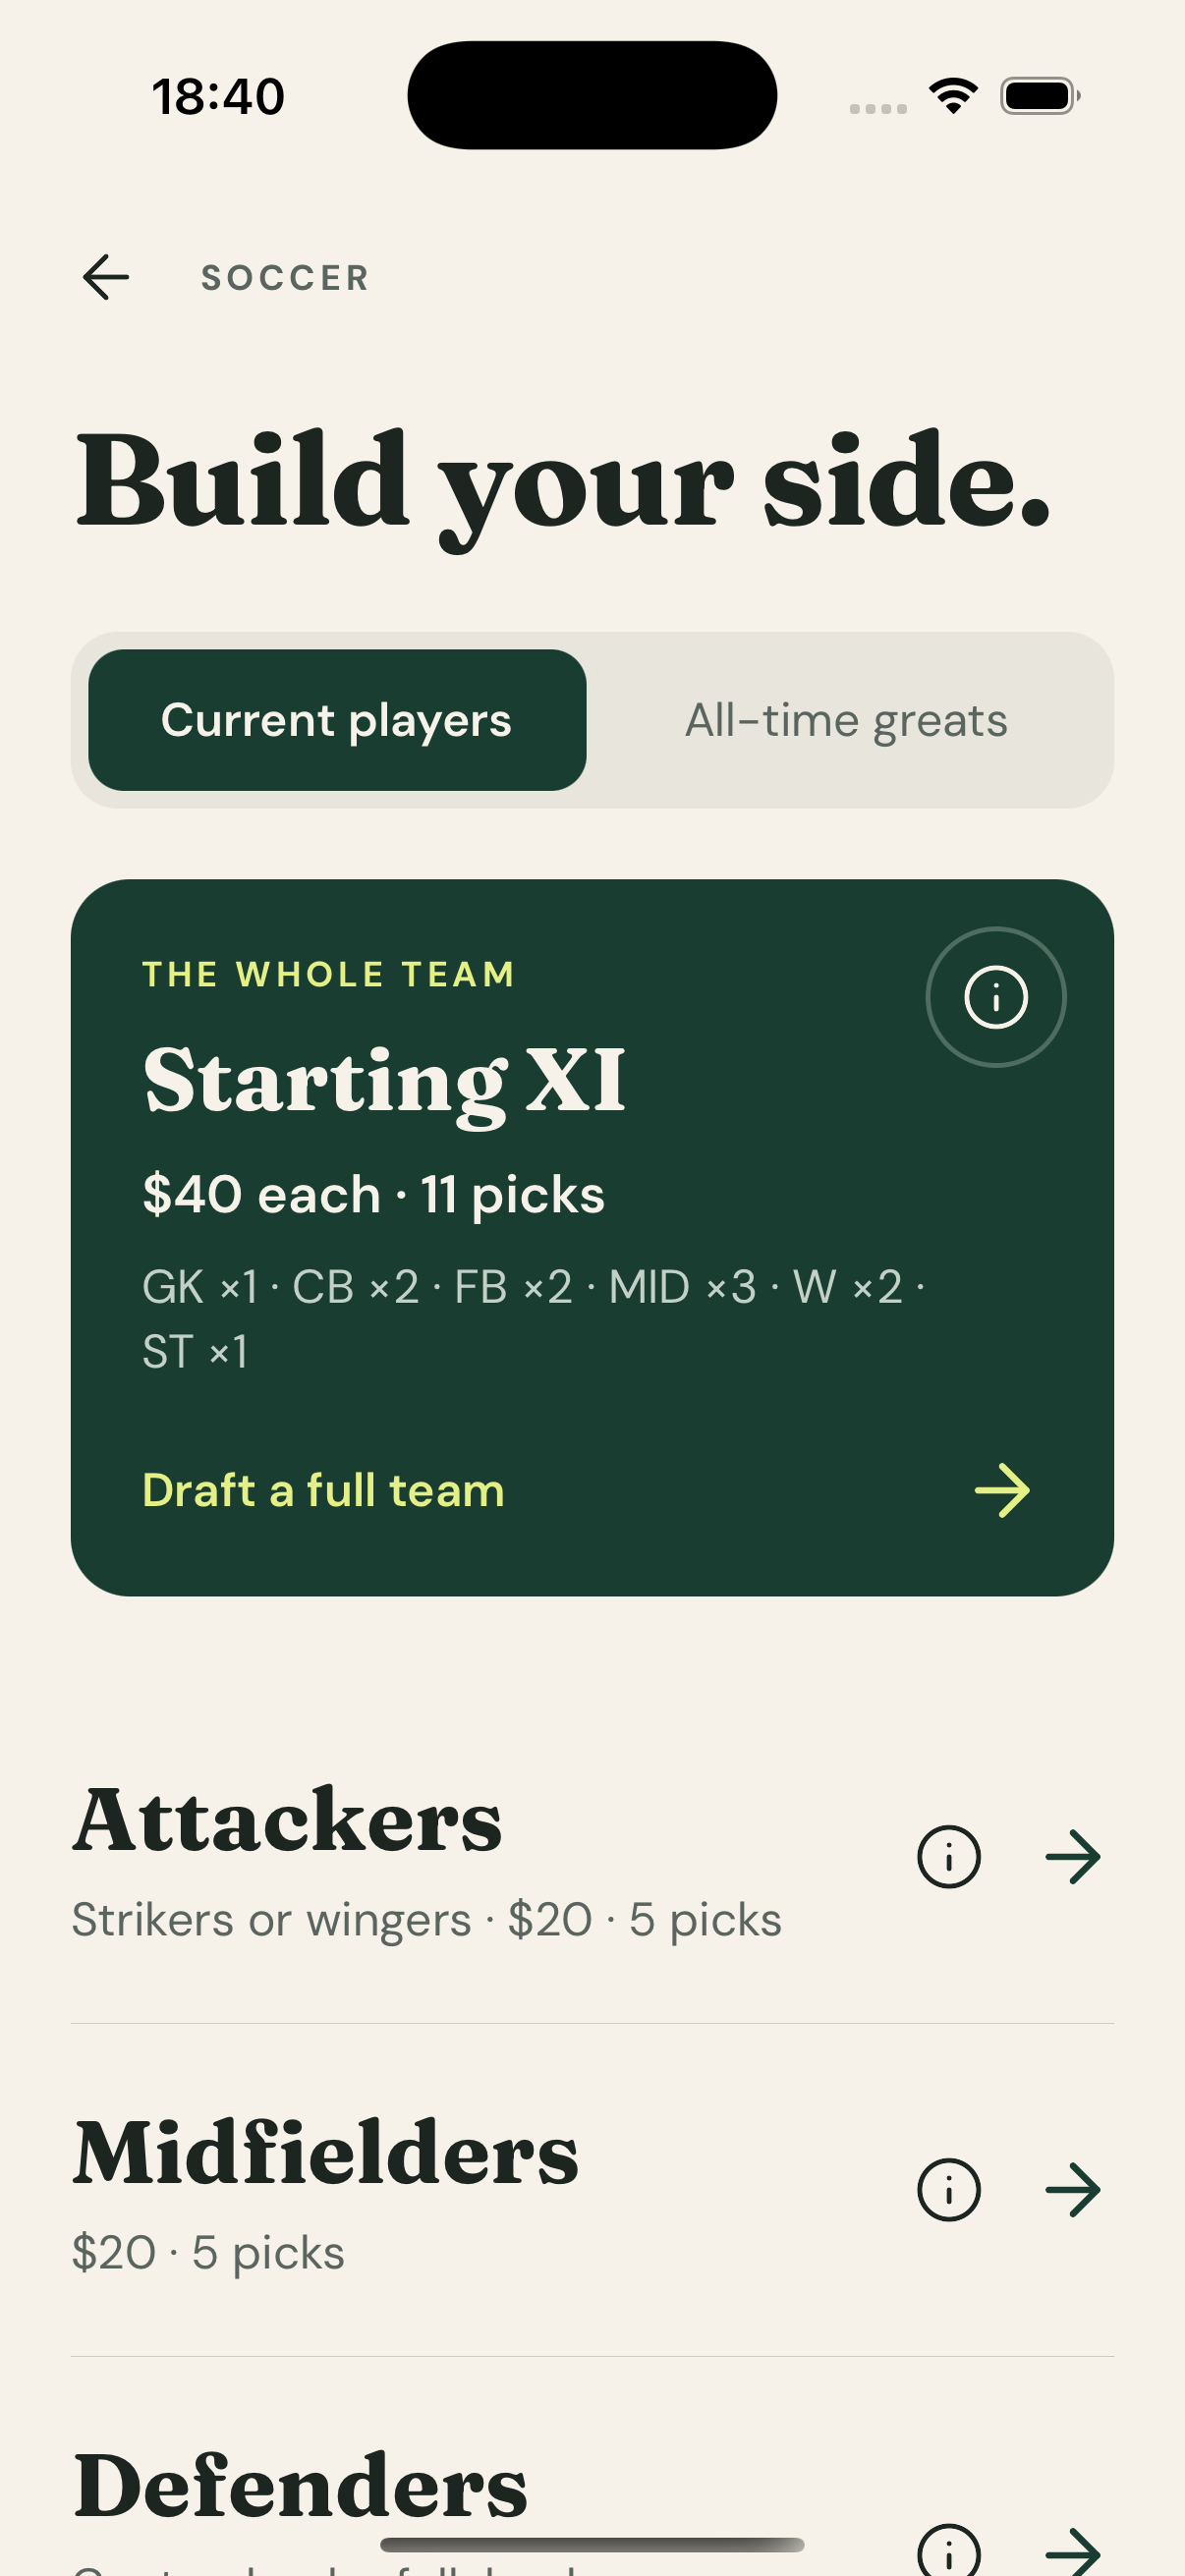 18:40
SOCCER
Build your side.
Current players
All-time greats
THE WHOLE TEAM
Starting XI
$40 each · 11 picks
GK ×1 · CB ×2 · FB ×2 · MID ×3 · W ×2 ·
ST ×1
Draft a full team
Attackers
Strikers or wingers · $20 · 5 picks
Midfielders
$20 · 5 picks
Defenders